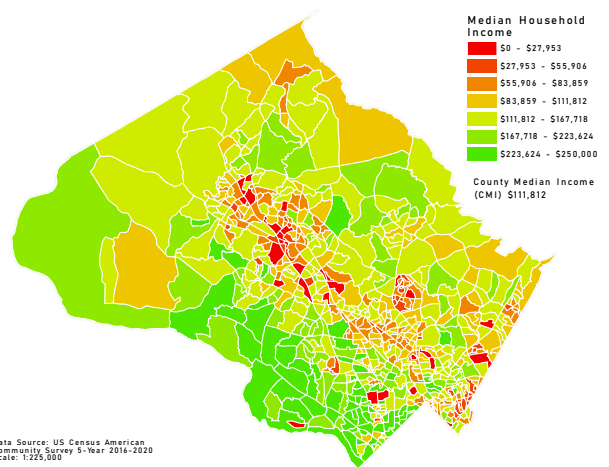 Median Household
Income
$0 - $27,953
$27,953 - $55,906
$55,906 - $83,859
$83,859 - $111,812
$111,812 - $167,718
$167,718 - $223,624
$223,624 - $250,000
County Median Income
(CMI) $111,812
ata Source: US Census American
ommunity Survey 5-Year 2016-2020
cale: 1:225,000